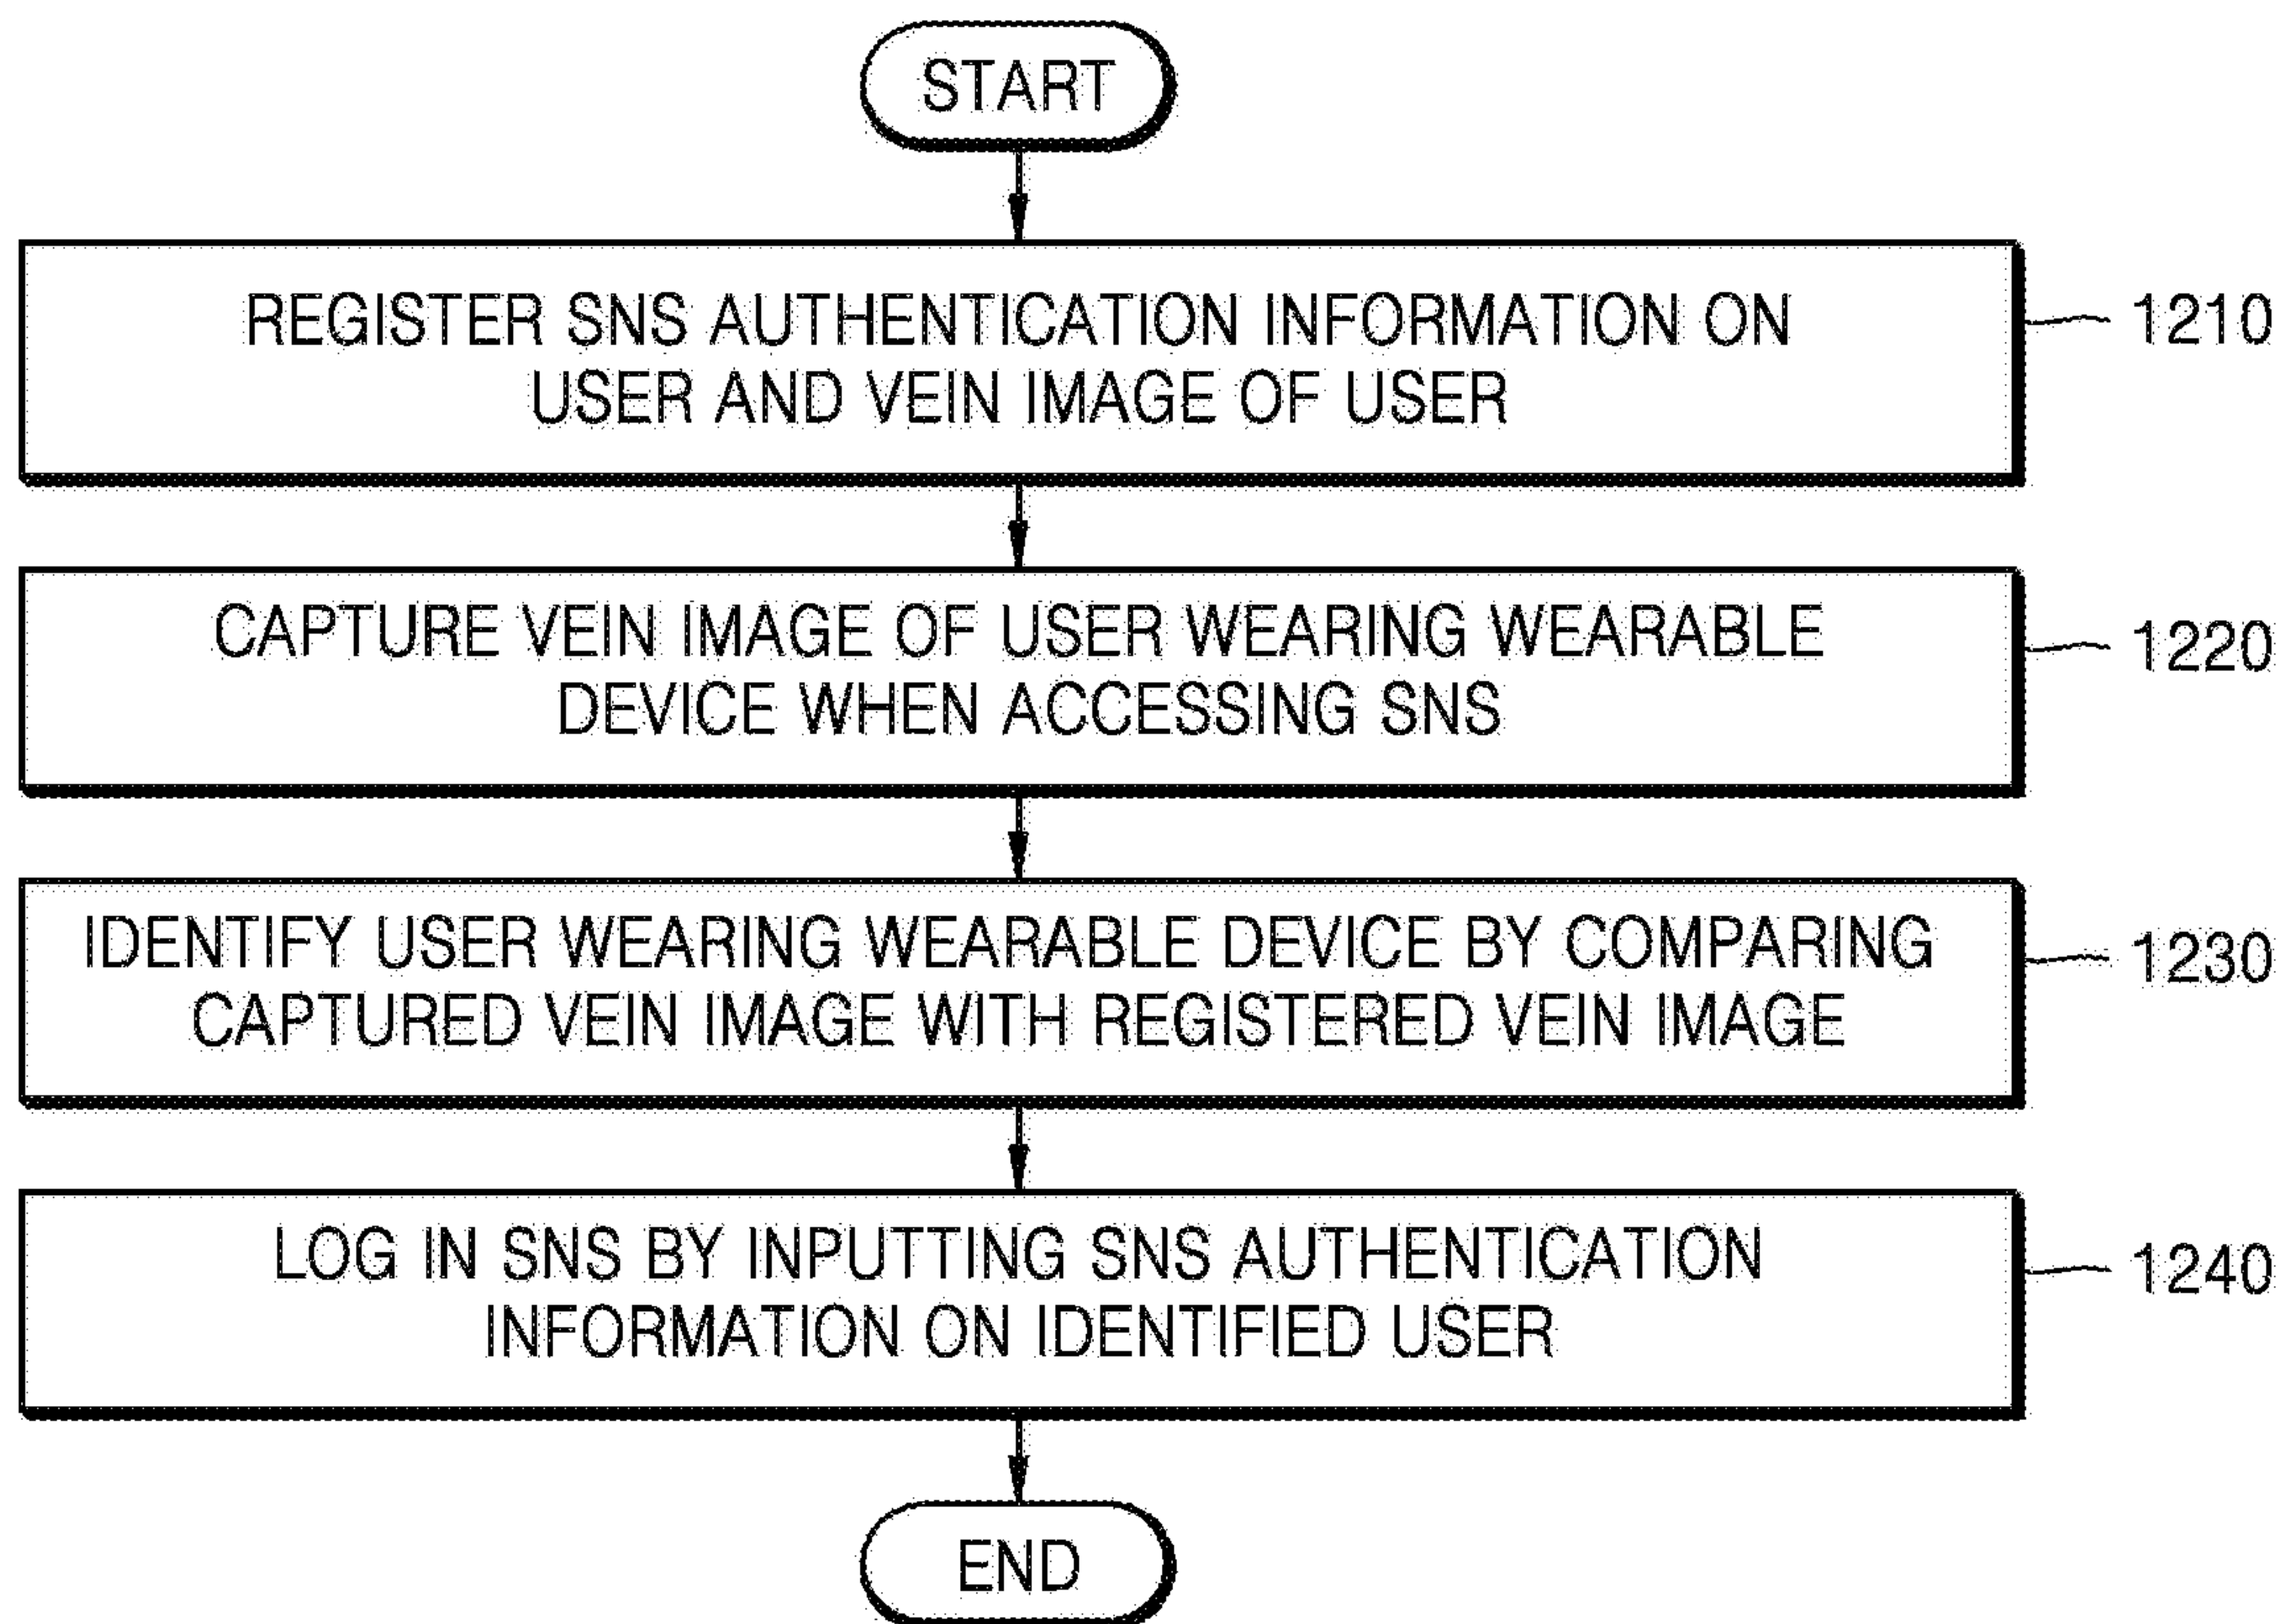 START
REGISTER SNS AUTHENTICATION INFORMATION ON
USER AND VEIN IMAGE OF USER
1210
CAPTURE VEIN IMAGE OF USER WEARING WEARABLE
DEVICE WHEN ACCESSING SNS
1220
IDENTIFY USER WEARING WEARABLE DEVICE BY COMPARING
CAPTURED VEIN IMAGE WITH REGISTERED VEIN IMAGE
1230
LOG IN SNS BY INPUTTING SNS AUTHENTICATION
INFORMATION ON IDENTIFIED USER
1240
END